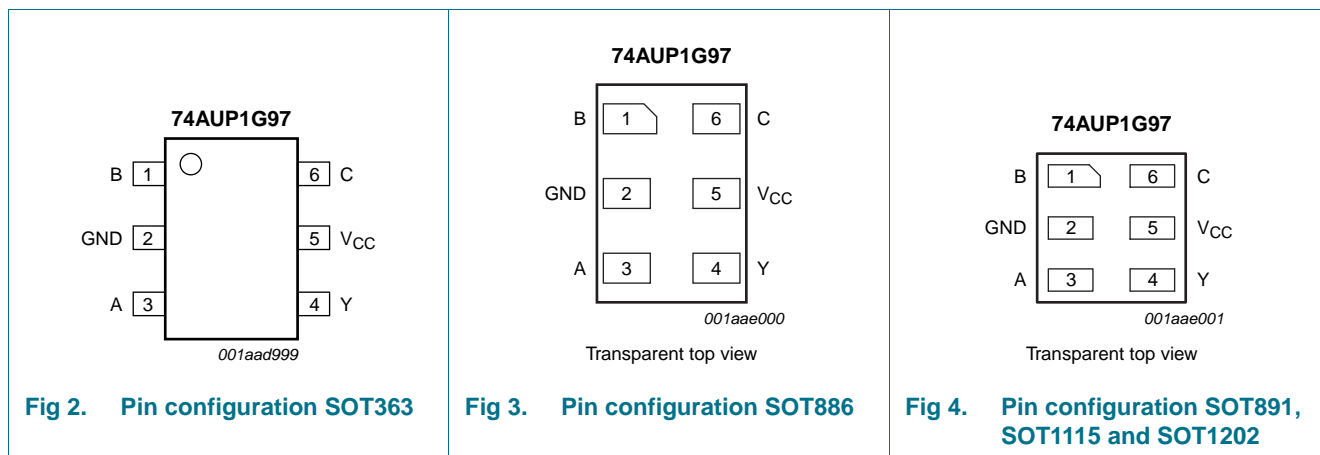 74AUP1G97
B 1 6 C
GND 2 5 VCC
A 3 4 Y
001aad999
Fig 2. Pin configuration SOT363
74AUP1G97
B 1 6 C
GND 2 5 VCC
A 3 4 Y
001aae000
Transparent top view
Fig 3. Pin configuration SOT886
74AUP1G97
B 1 6 C
GND 2 5 VCC
A 3 4 Y
001aae001
Transparent top view
Fig 4. Pin configuration SOT891,
SOT1115 and SOT1202